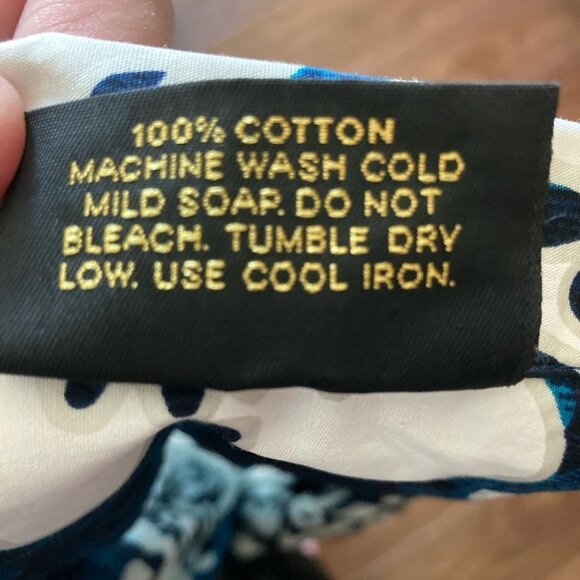 100% COTTON
MACHINE WASH COLD
MILD SOAP. DO NOT
BLEACH. TUMBLE DRY
LOW. USE COOL IRON.